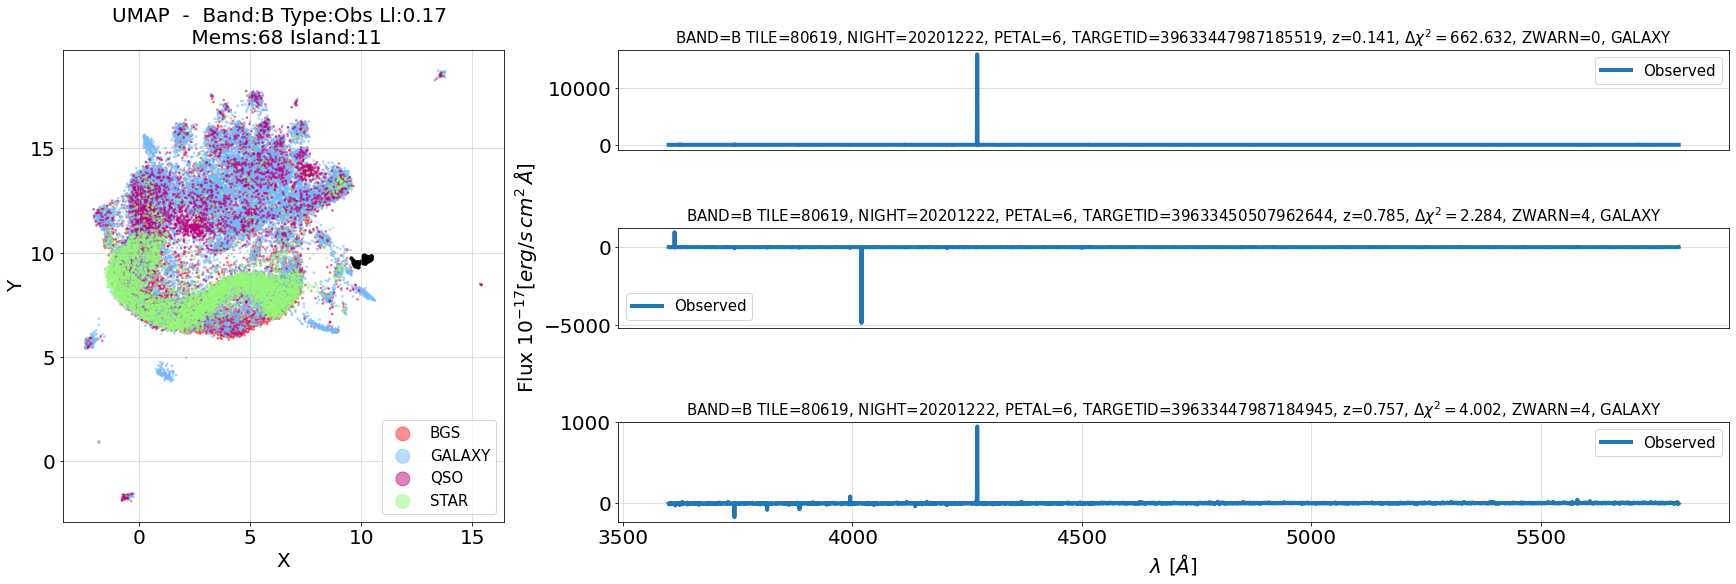 UMAP - Band:B Type:Obs Ll:0.17
Mems:68 Island:11
15
10
5
0
Y
0 5 10 15
X
BGS
GALAXY
QSO
STAR
Flux 10⁻¹⁷[erg/s cm² Å]
BAND=B TILE=80619, NIGHT=20201222, PETAL=6, TARGETID=39633447987185519, z=0.141, Δχ² = 662.632, ZWARN=0, GALAXY
10000
0
Observed
BAND=B TILE=80619, NIGHT=20201222, PETAL=6, TARGETID=39633450507962644, z=0.785, Δχ² = 2.284, ZWARN=4, GALAXY
0
−5000
Observed
BAND=B TILE=80619, NIGHT=20201222, PETAL=6, TARGETID=39633447987184945, z=0.757, Δχ² = 4.002, ZWARN=4, GALAXY
1000
0
Observed
3500 4000 4500 5000 5500
λ [Å]